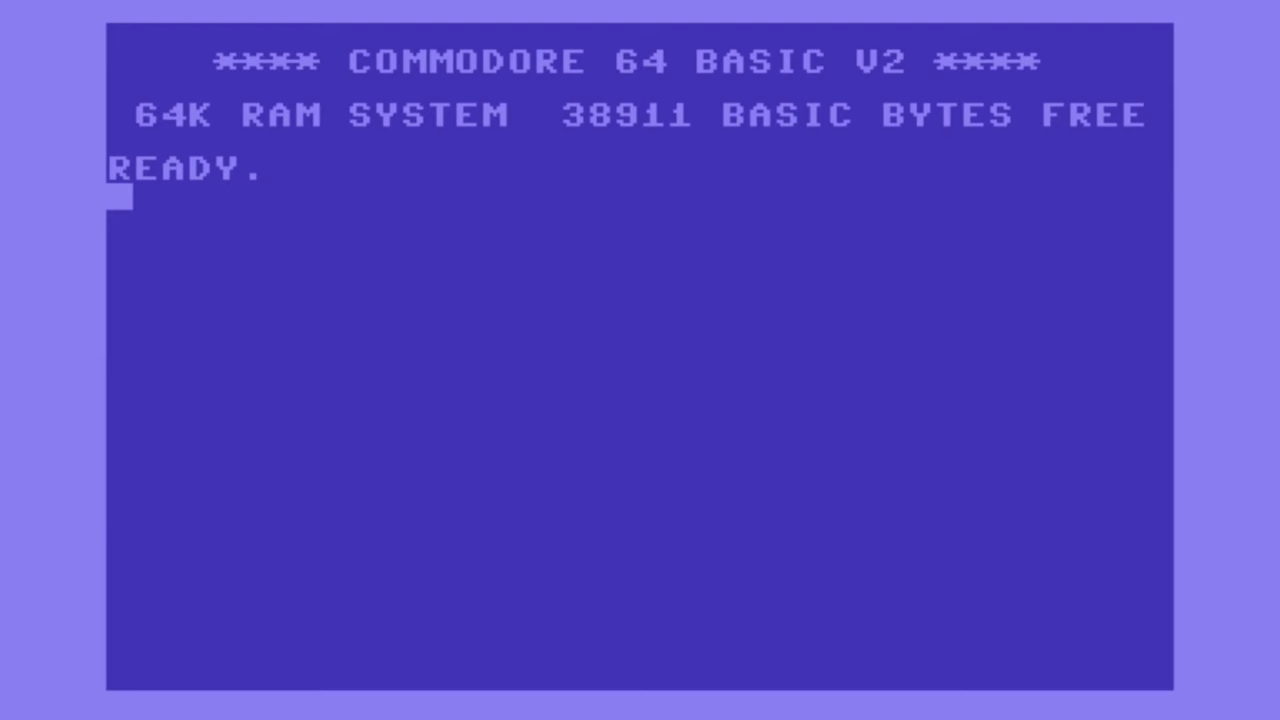 **** COMMODORE 64 BASIC V2 ****
64K RAM SYSTEM  38911 BASIC BYTES FREE
READY.